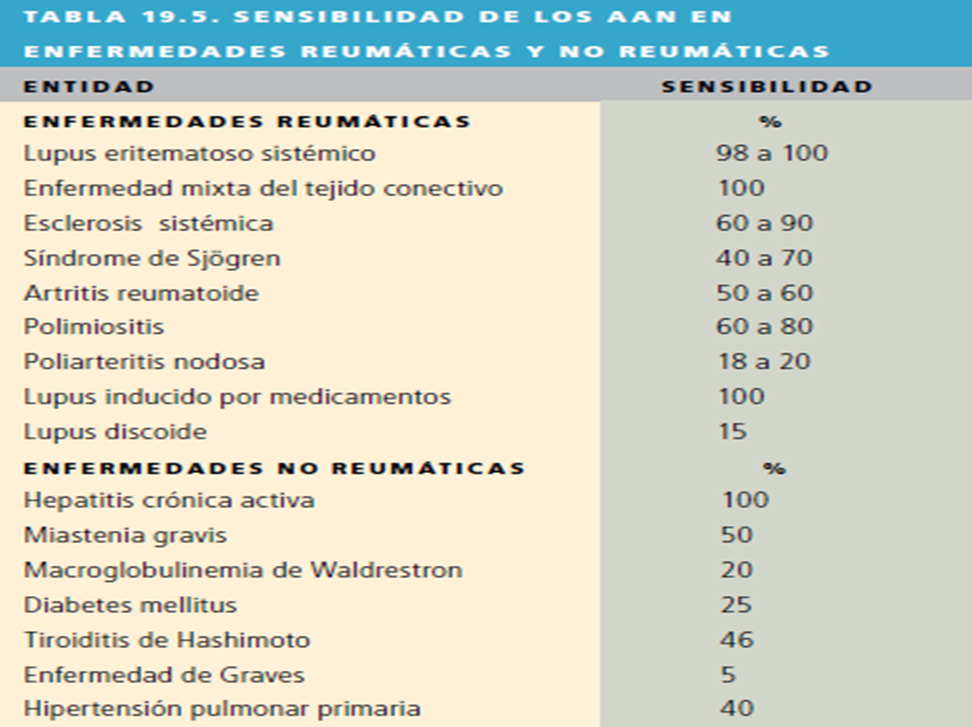 TABLA 19.5. SENSIBILIDAD DE LOS AAN EN
ENFERMEDADES REUMÁTICAS Y NO REUMÁTICAS
ENTIDAD SENSIBILIDAD
ENFERMEDADES REUMÁTICAS %
Lupus eritematoso sistémico 98 a 100
Enfermedad mixta del tejido conectivo 100
Esclerosis sistémica 60 a 90
Síndrome de Sjögren 40 a 70
Artritis reumatoide 50 a 60
Polimiositis 60 a 80
Poliarteritis nodosa 18 a 20
Lupus inducido por medicamentos 100
Lupus discoide 15
ENFERMEDADES NO REUMÁTICAS %
Hepatitis crónica activa 100
Miastenia gravis 50
Macroglobulinemia de Waldrestron 20
Diabetes mellitus 25
Tiroiditis de Hashimoto 46
Enfermedad de Graves 5
Hipertensión pulmonar primaria 40